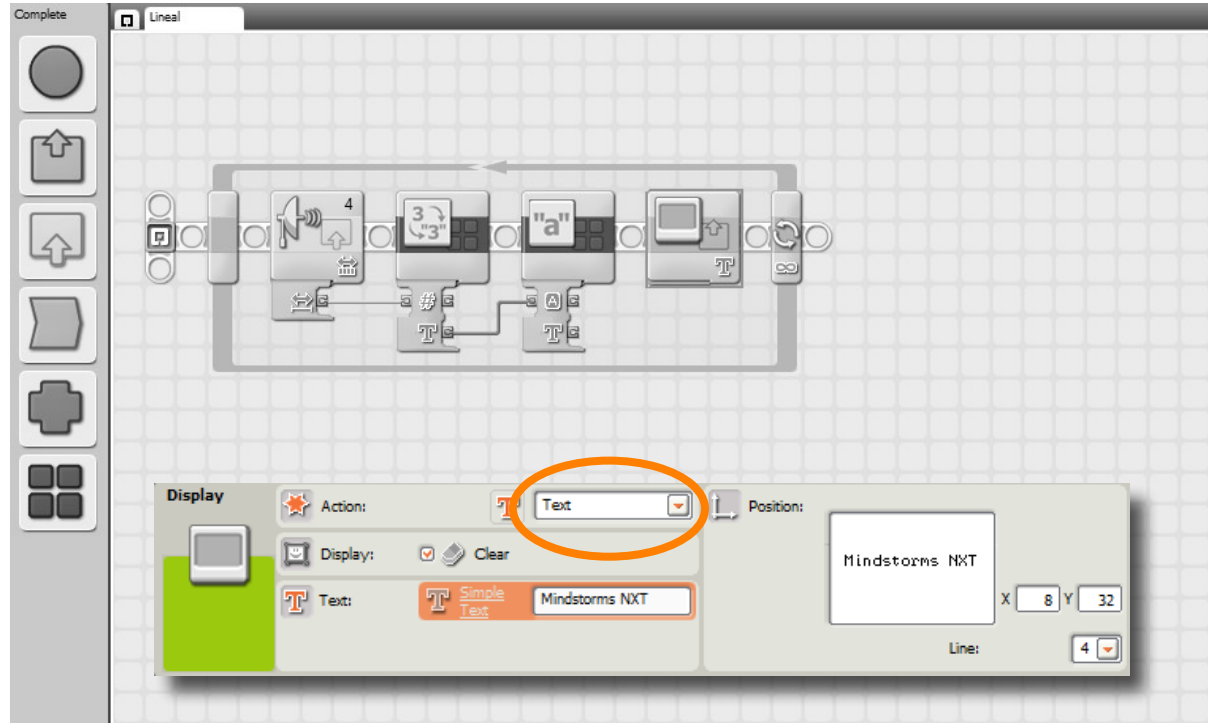 Complete
Lineal
4
3
"3"
"a"
T
#
A
T
T
Display
Action:
T
Text
Position:
Display:
Clear
Mindstorms NXT
T
Text:
T
Simple
Text
Mindstorms NXT
X 8 Y 32
Line: 4